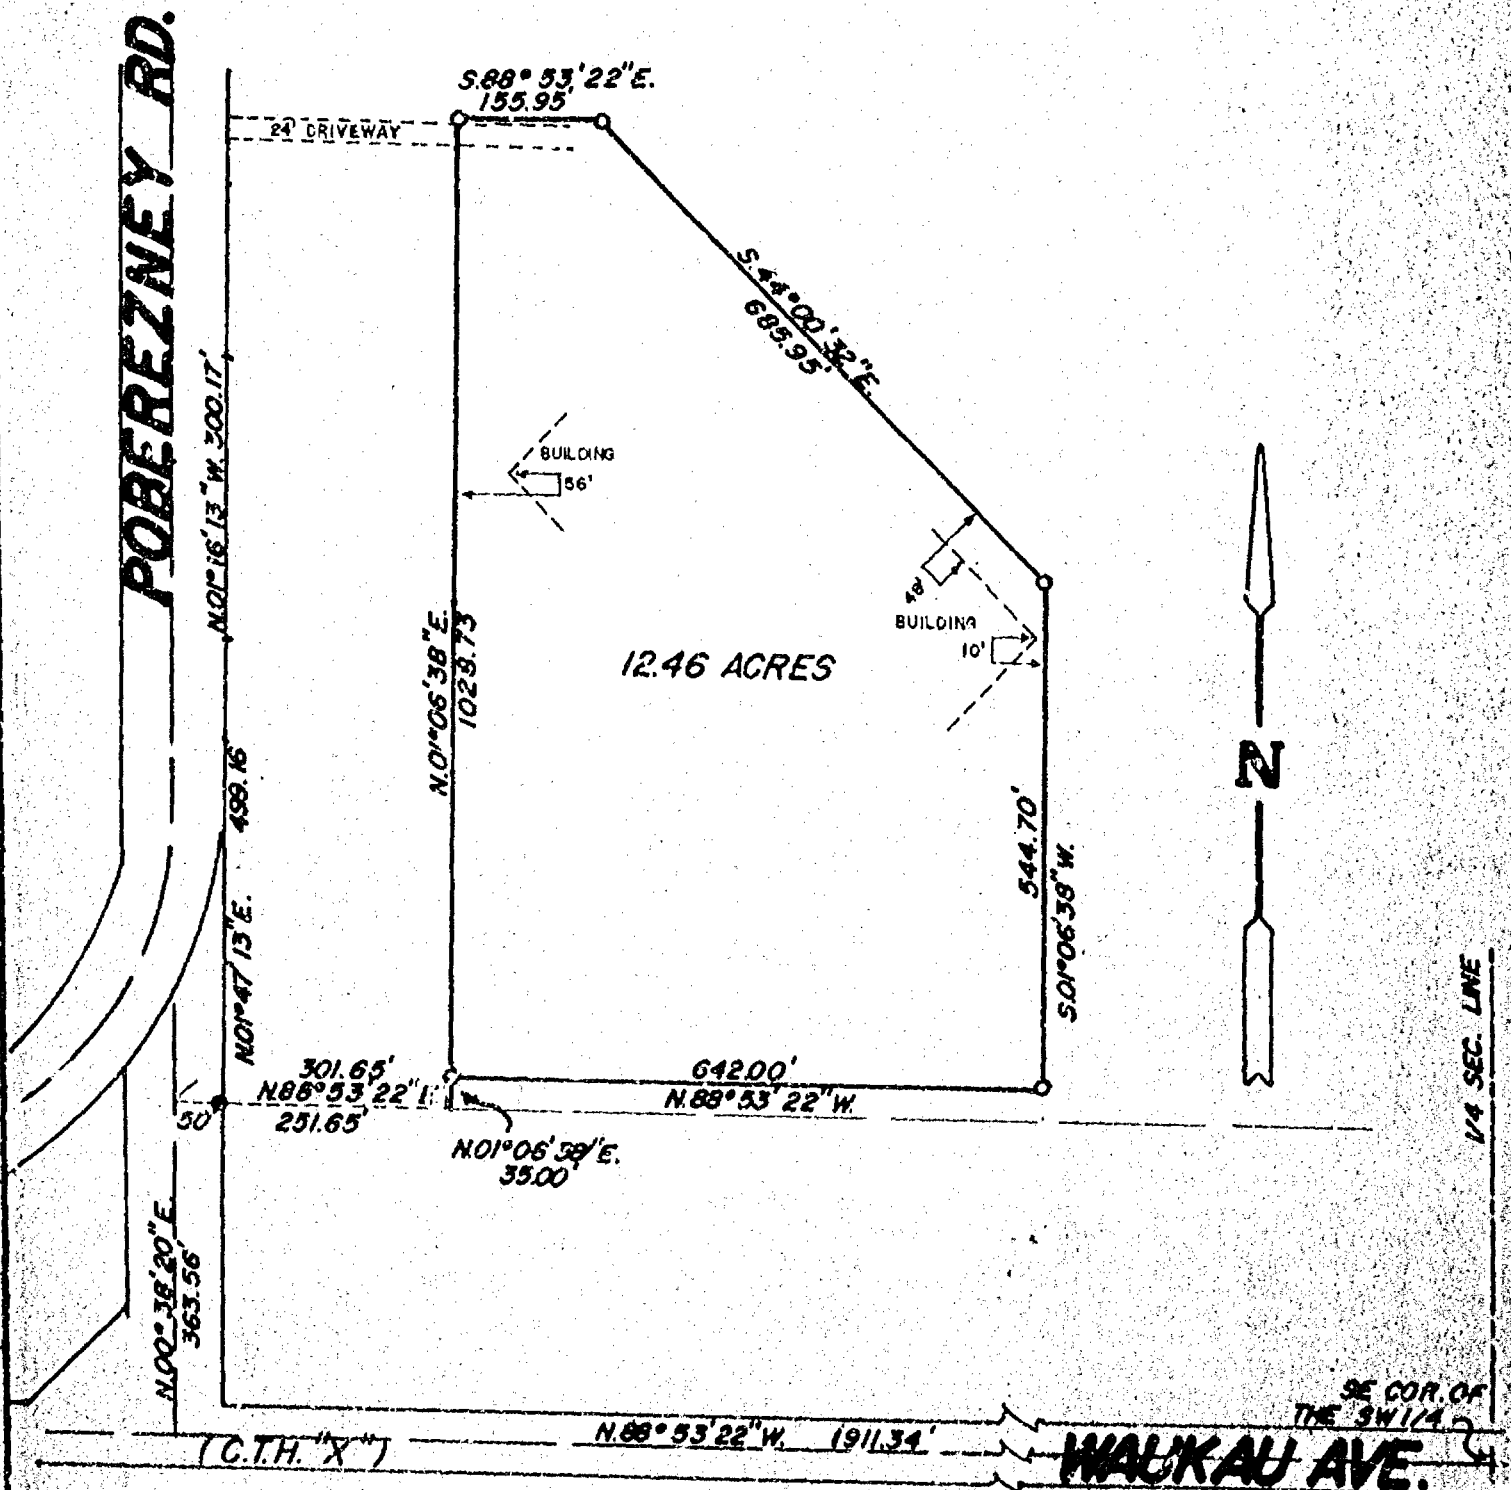 POBEREZNEY RD.
S.88° 53'22"E.
155.95'
24' DRIVEWAY
S.44°00'32"E.
685.95'
N.01°16'13"W. 300.17'
BUILDING
56'
48'
BUILDING
10'
N.01°06'38"E.
1028.73
12.46 ACRES
N
544.70'
S.01°06'38"W.
N.01°47'13"E. 499.16
1/4 SEC. LINE
301.65'
N.88°53'22"
251.65'
50'
642.00'
N.88°53'22"W.
N.01°06'38"E.
35.00'
N.00°38'20"E.
363.56'
SE COR. OF
THE SW 1/4
N.88°53'22"W. 1911.34'
(C.T.H. "X")
WAUKAU AVE.